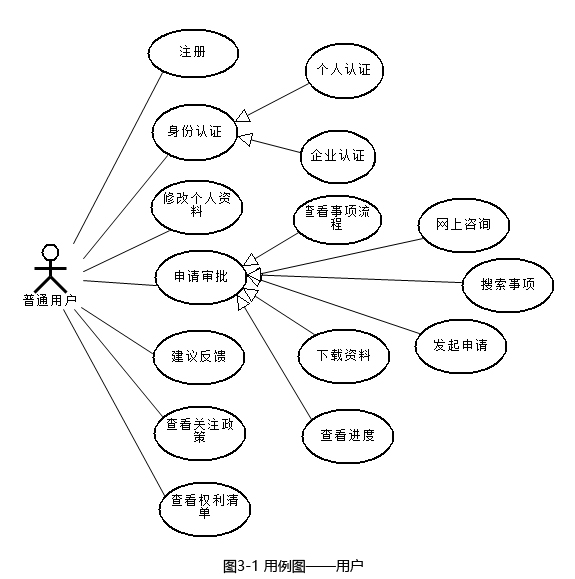 注册
个人认证
身份认证
企业认证
修改个人资
料
查看事项流
程
网上咨询
申请审批
搜索事项
普通用户
发起申请
建议反馈
下载资料
查看关注政
策
查看进度
查看权利清
单
图3-1 用例图——用户